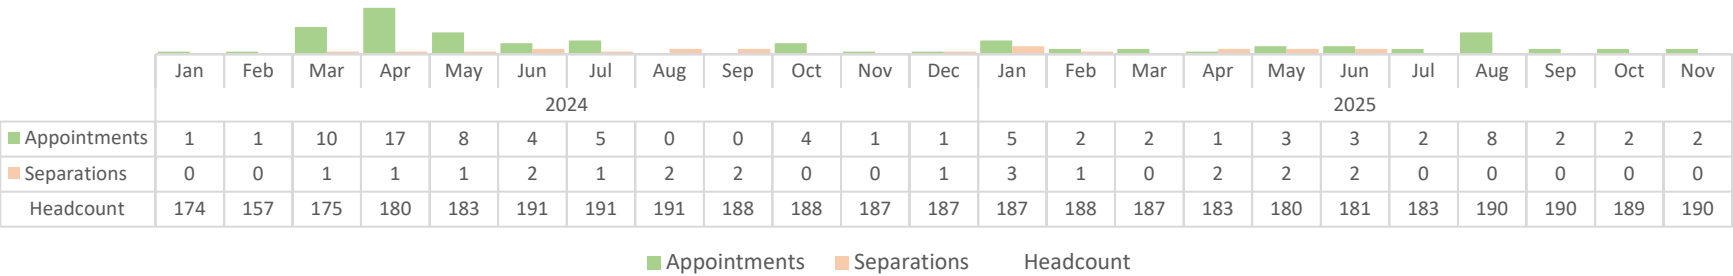 Jan Feb Mar Apr May Jun Jul Aug Sep Oct Nov Dec Jan Feb Mar Apr May Jun Jul Aug Sep Oct Nov
2024 2025
Appointments 1 1 10 17 8 4 5 0 0 4 1 1 5 2 2 1 3 3 2 8 2 2 2
Separations 0 0 1 1 1 2 1 2 2 0 0 1 3 1 0 2 2 2 0 0 0 0 0
Headcount 174 157 175 180 183 191 191 191 188 188 187 187 187 188 187 183 180 181 183 190 190 189 190
Appointments Separations Headcount